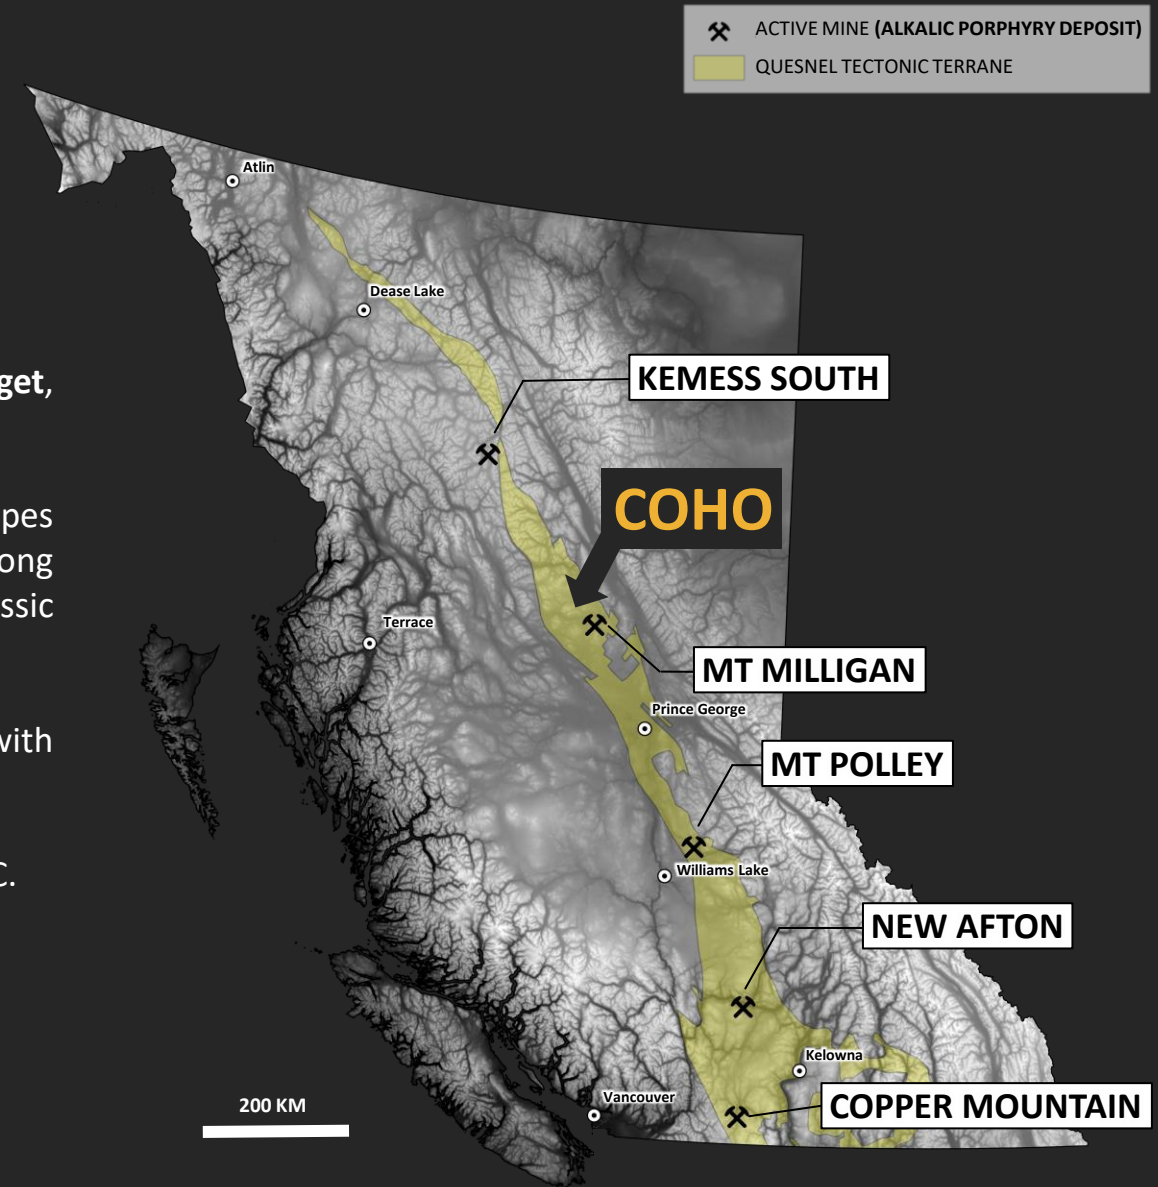 ACTIVE MINE (ALKALIC PORPHYRY DEPOSIT)
QUESNEL TECTONIC TERRANE
Atlin
Dease Lake
KEMESS SOUTH
get,
COHO
pes
ong
ssic
Terrace
MT MILLIGAN
Prince George
with
MT POLLEY
Williams Lake
C.
NEW AFTON
Kelowna
200 KM
Vancouver
COPPER MOUNTAIN